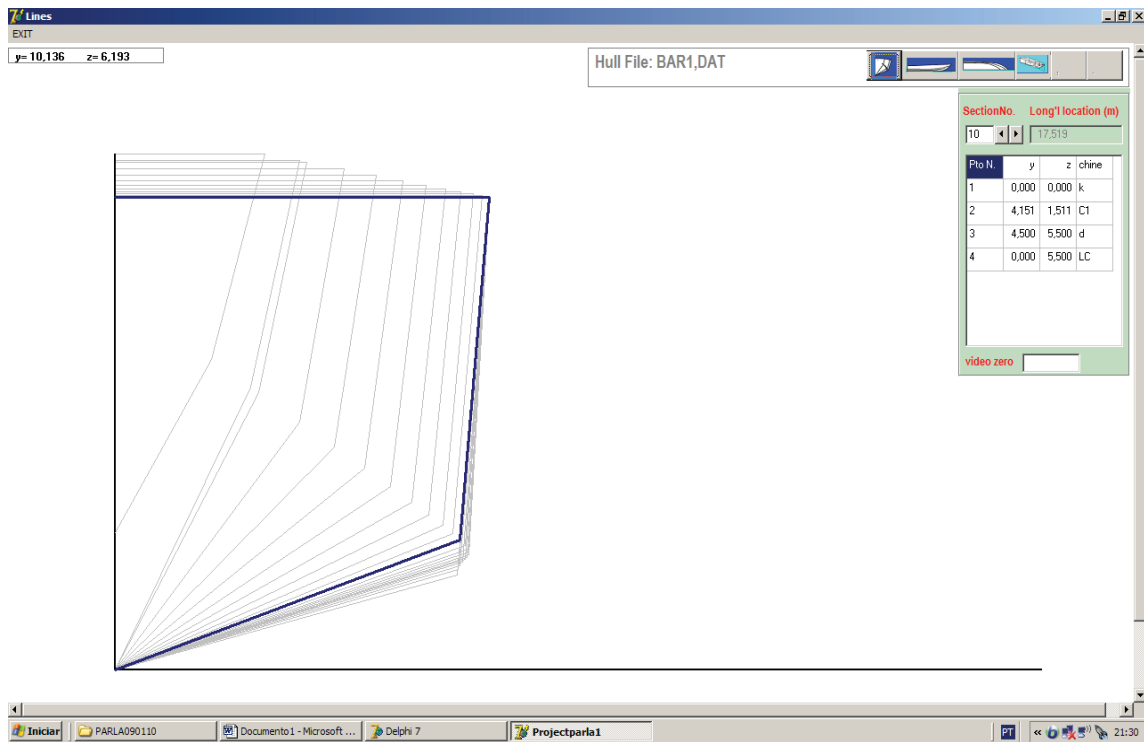 Lines
EXIT
y= 10,136 z= 6,193
Hull File: BAR1,DAT
SectionNo. Long'l location (m)
10 17,519
Pto N. y z chine
1 0,000 0,000 k
2 4,151 1,511 C1
3 4,500 5,500 d
4 0,000 5,500 LC
video zero
Iniciar PARLA090110 Documento1 - Microsoft ... Delphi 7 Projectparla1 PT « 21:30